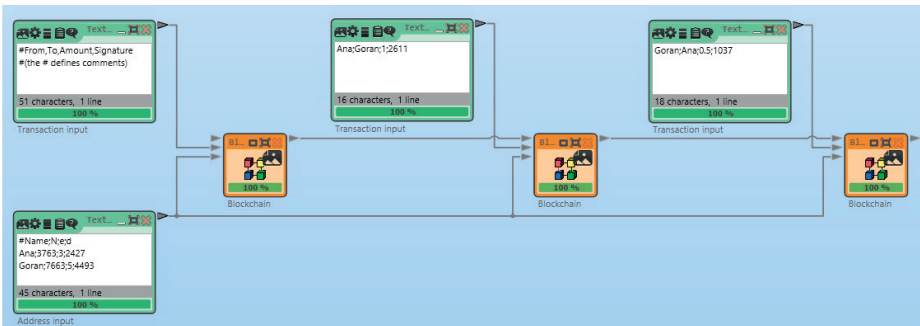 Text...
#From,To,Amount,Signature
#(the # defines comments)
51 characters, 1 line
100 %
Transaction input
Text...
Ana;Goran;1;2611
16 characters, 1 line
100 %
Transaction input
Text...
Goran;Ana;0.5;1037
18 characters, 1 line
100 %
Transaction input
Bl...
100 %
Blockchain
Bl...
100 %
Blockchain
Bl...
100 %
Blockchain
Text...
#Name;N;e;d
Ana;3763;3;2427
Goran;7663;5;4493
45 characters, 1 line
100 %
Address input